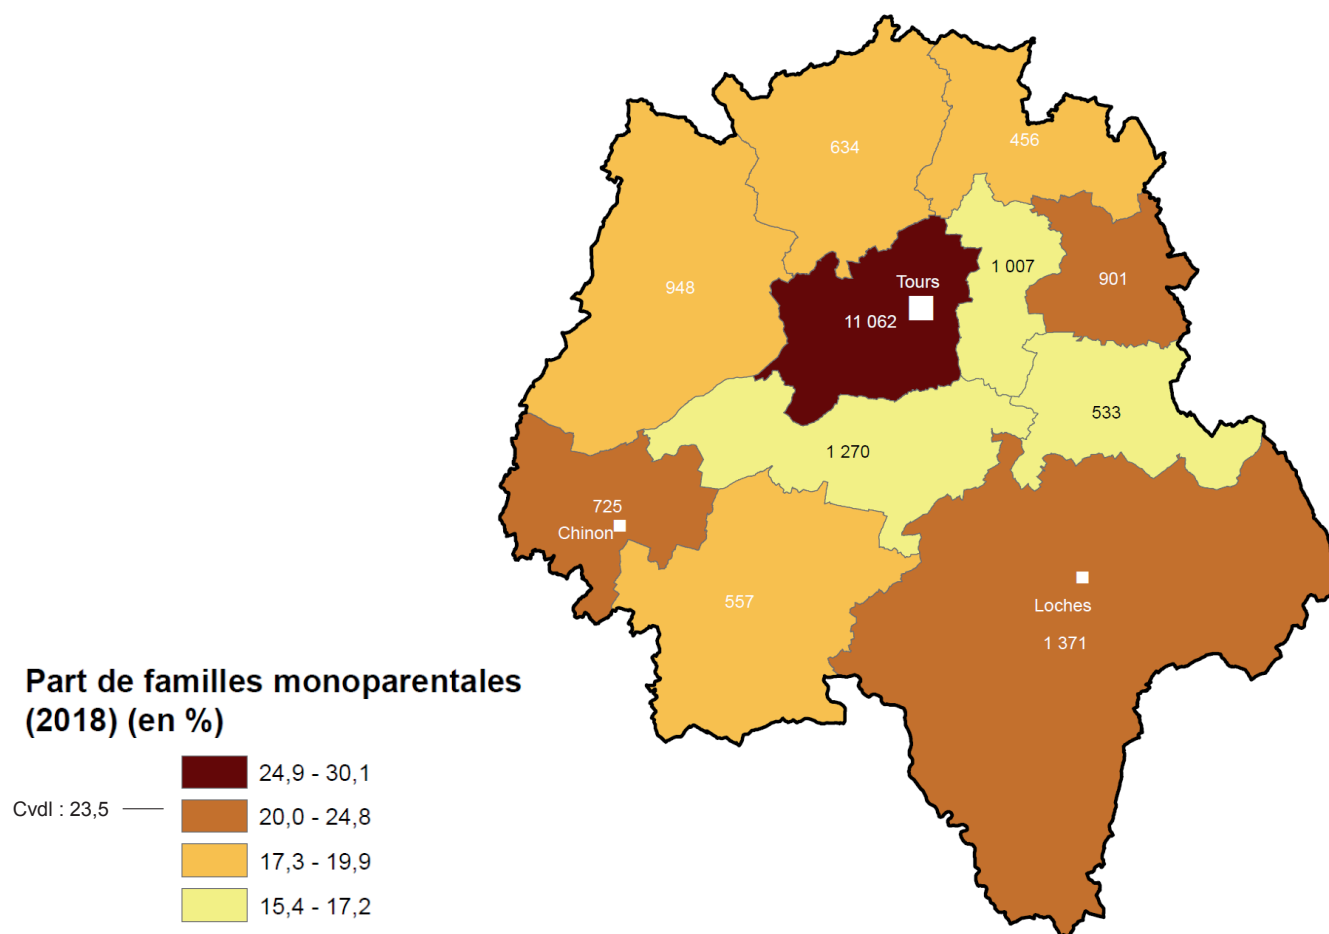 634
456
948
Tours
11 062
1 007
901
533
1 270
725
Chinon
557
Loches
1 371
Part de familles monoparentales
(2018) (en %)
24,9 - 30,1
Cvdl : 23,5
20,0 - 24,8
17,3 - 19,9
15,4 - 17,2